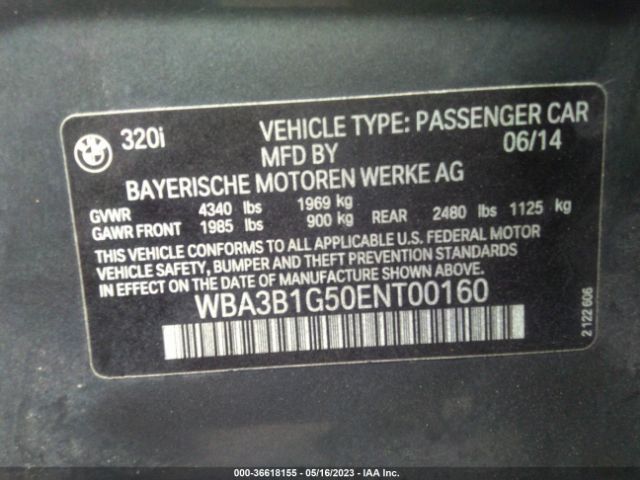 BMW
320i
VEHICLE TYPE: PASSENGER CAR
MFD BY 06/14
BAYERISCHE MOTOREN WERKE AG
GVWR 4340 lbs 1969 kg
GAWR FRONT 1985 lbs 900 kg REAR 2480 lbs 1125 kg
THIS VEHICLE CONFORMS TO ALL APPLICABLE U.S. FEDERAL MOTOR
VEHICLE SAFETY, BUMPER AND THEFT PREVENTION STANDARDS
IN EFFECT ON THE DATE OF MANUFACTURE SHOWN ABOVE.
WBA3B1G50ENT00160
2 122 606
000-36618155 - 05/16/2023 - IAA Inc.